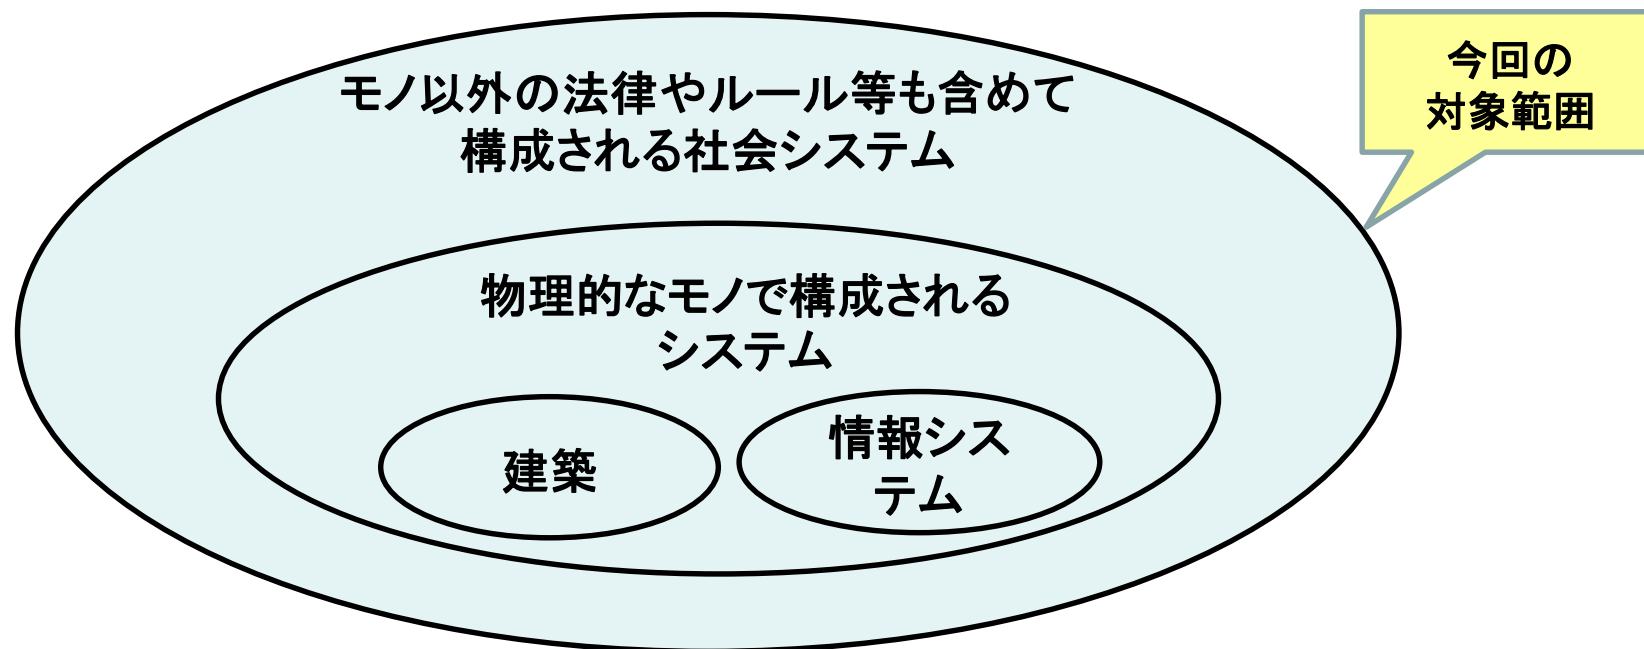 モノ以外の法律やルール等も含めて
構成される社会システム
今回の
対象範囲
物理的なモノで構成される
システム
建築
情報シス
テム